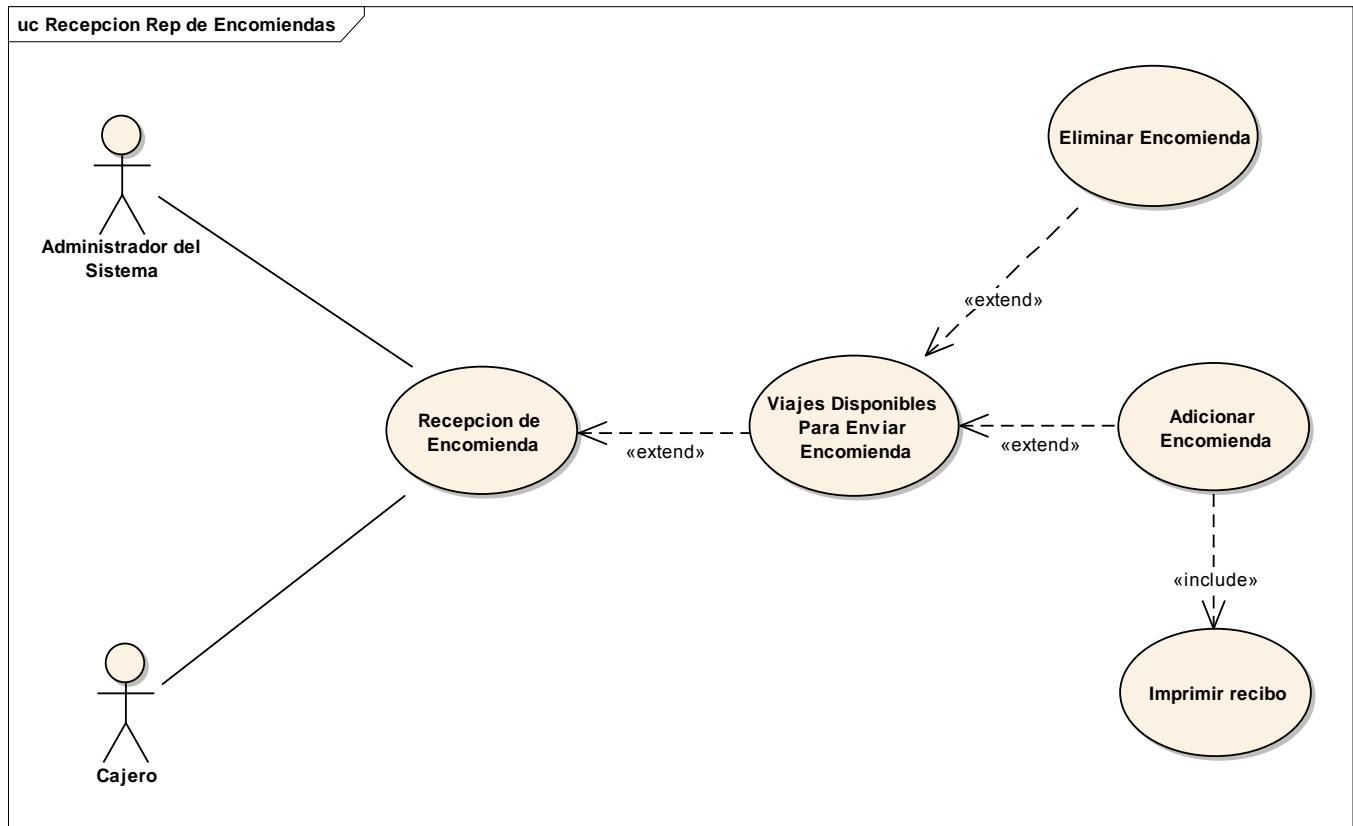 uc Recepcion Rep de Encomiendas
Eliminar Encomienda
Administrador del
Sistema
«extend»
Recepcion de
Encomienda
«extend»
Viajes Disponibles
Para Enviar
Encomienda
«extend»
Adicionar
Encomienda
«include»
Imprimir recibo
Cajero